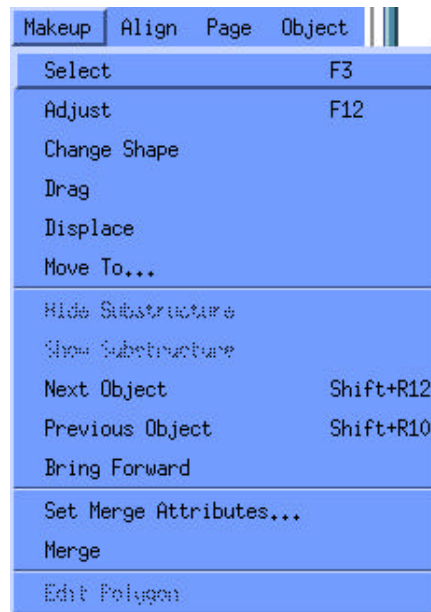 Makeup Align Page Object
Select F3
Adjust F12
Change Shape
Drag
Displace
Move To...
Hide Substructure
Show Substructure
Next Object Shift+R12
Previous Object Shift+R10
Bring Forward
Set Merge Attributes...
Merge
Edit Polygon